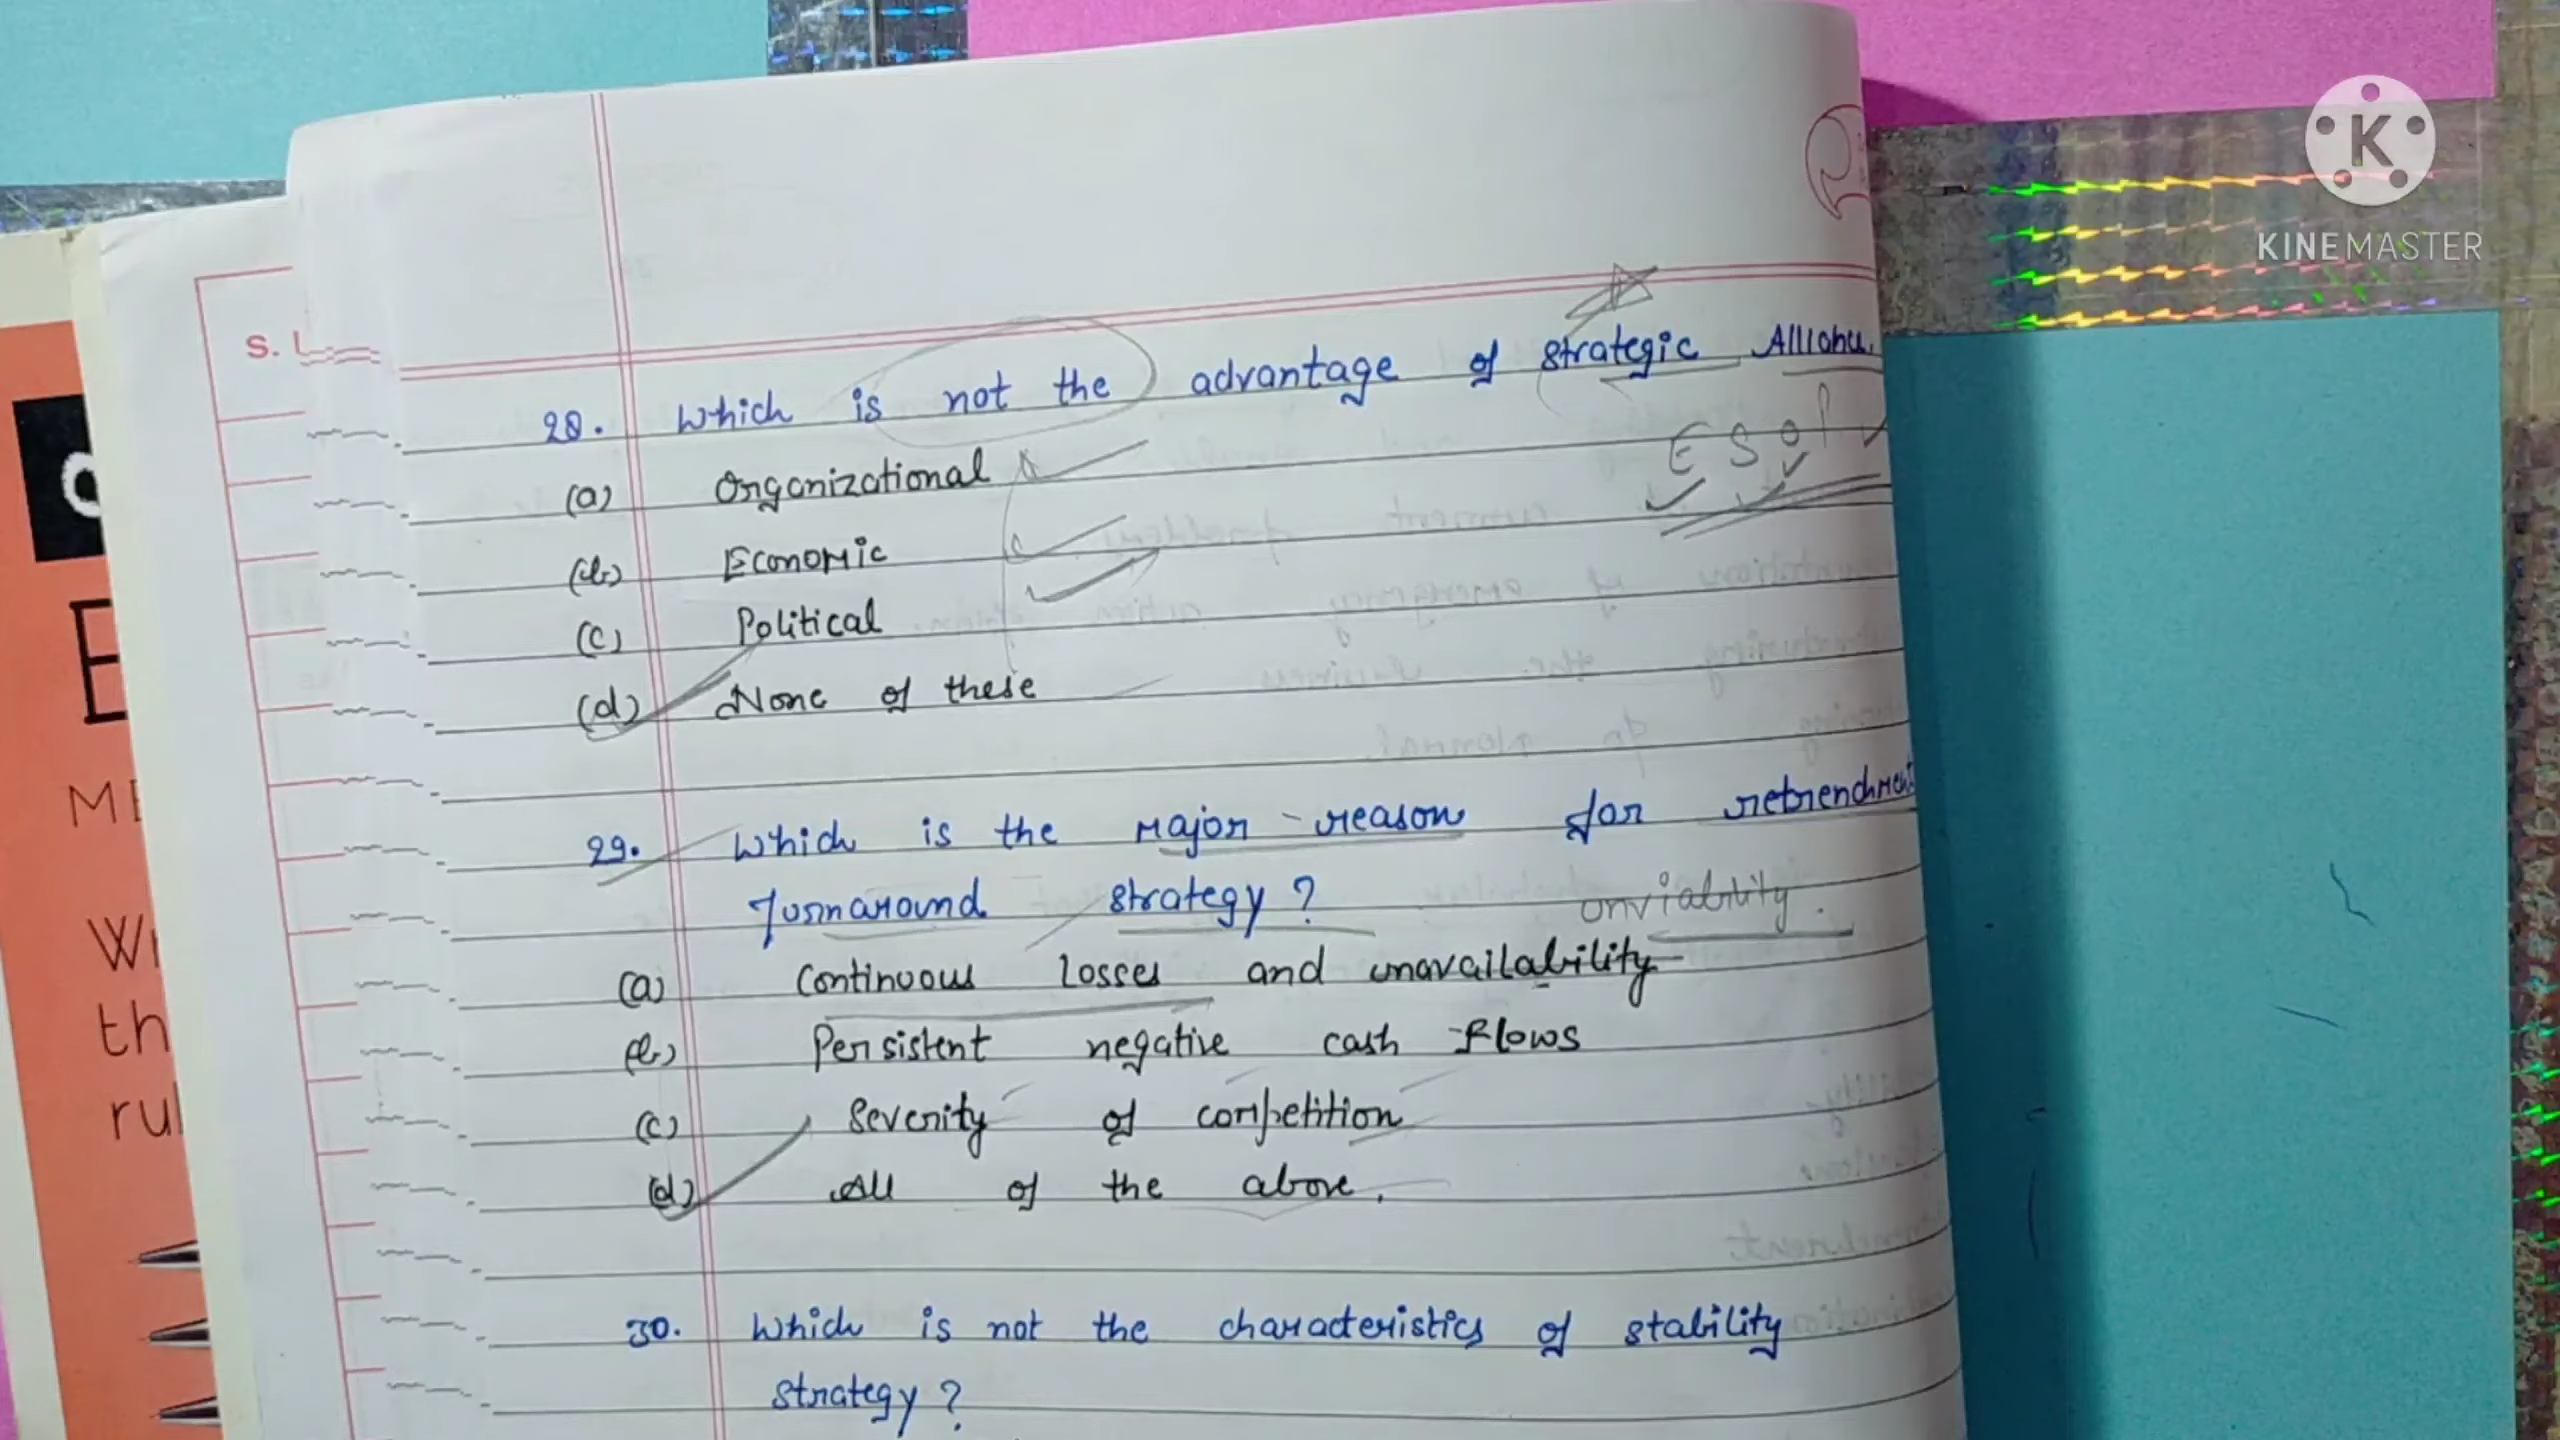 KINEMASTER
S.
28. Which is not the advantage of strategic
ESOP
(a) Organizational
(b) Economic
(c) Political
(d) None of these
29. Which is the Major reason for retrenchment
Turnaround strategy?
unviability.
(a) Continuous Losses and unavailability
(b) Persistent negative cash Flows
(c) Severity of competition
(d) All of the above.
30. Which is not the characteristics of stability
strategy?
E
ME
th